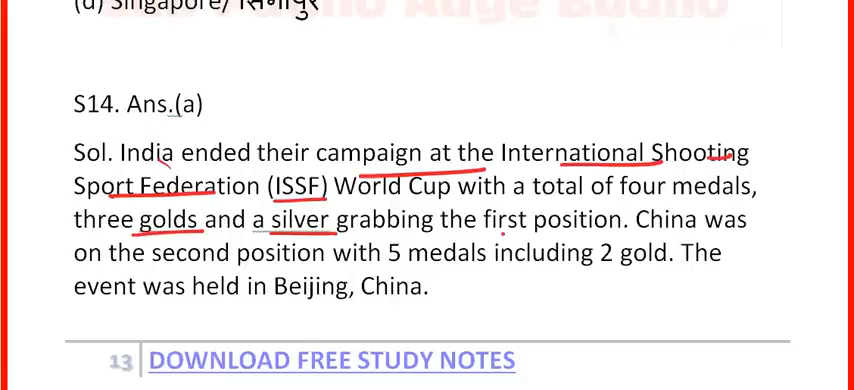 (d) Singapore/ सिंगापुर
S14. Ans.(a)
Sol. India ended their campaign at the International Shooting
Sport Federation (ISSF) World Cup with a total of four medals,
three golds and a silver grabbing the first position. China was
on the second position with 5 medals including 2 gold. The
event was held in Beijing, China.
13 DOWNLOAD FREE STUDY NOTES